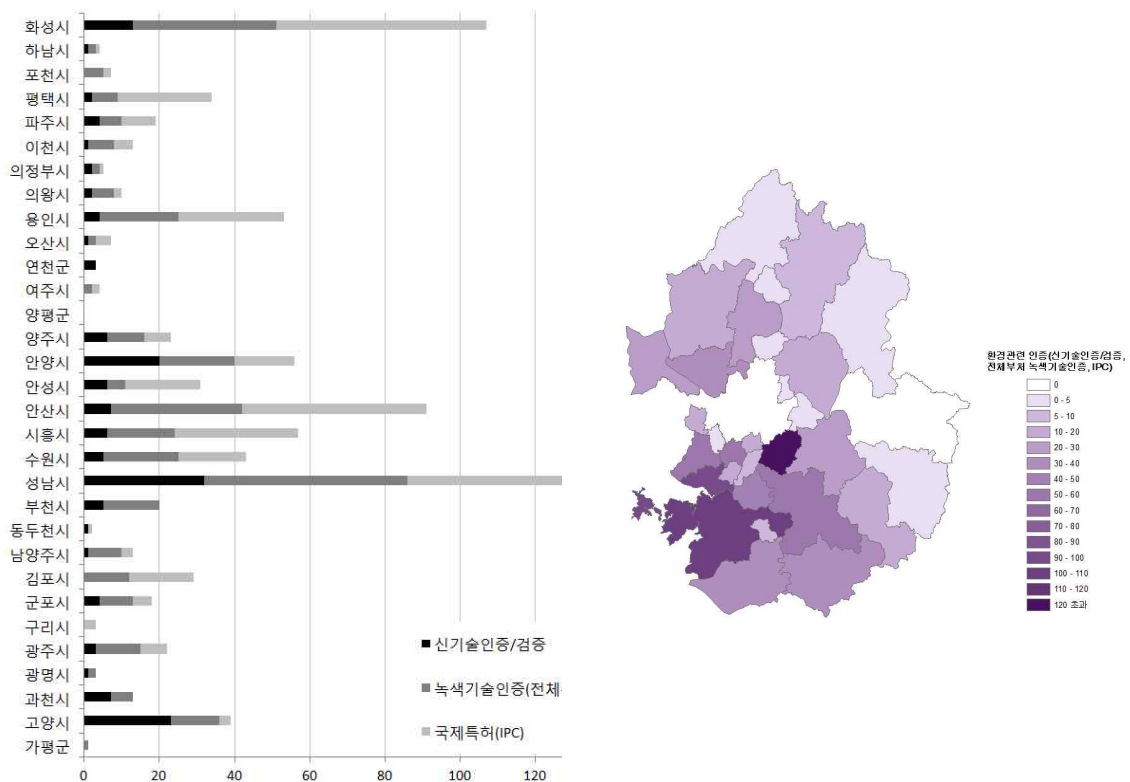 화성시
하남시
포천시
평택시
파주시
이천시
의정부시
의왕시
용인시
오산시
연천군
여주시
양평군
양주시
안양시
안성시
안산시
시흥시
수원시
성남시
부천시
동두천시
남양주시
김포시
군포시
구리시
광주시
광명시
과천시
고양시
가평군
0 20 40 60 80 100 120
신기술인증/검증
녹색기술인증(전체
국제특허(IPC)
환경관련 인증(신기술인증/검증,
전체부처 녹색기술인증, IPC)
0
0 - 5
5 - 10
10 - 20
20 - 30
30 - 40
40 - 50
50 - 60
60 - 70
70 - 80
80 - 90
90 - 100
100 - 110
110 - 120
120 초과